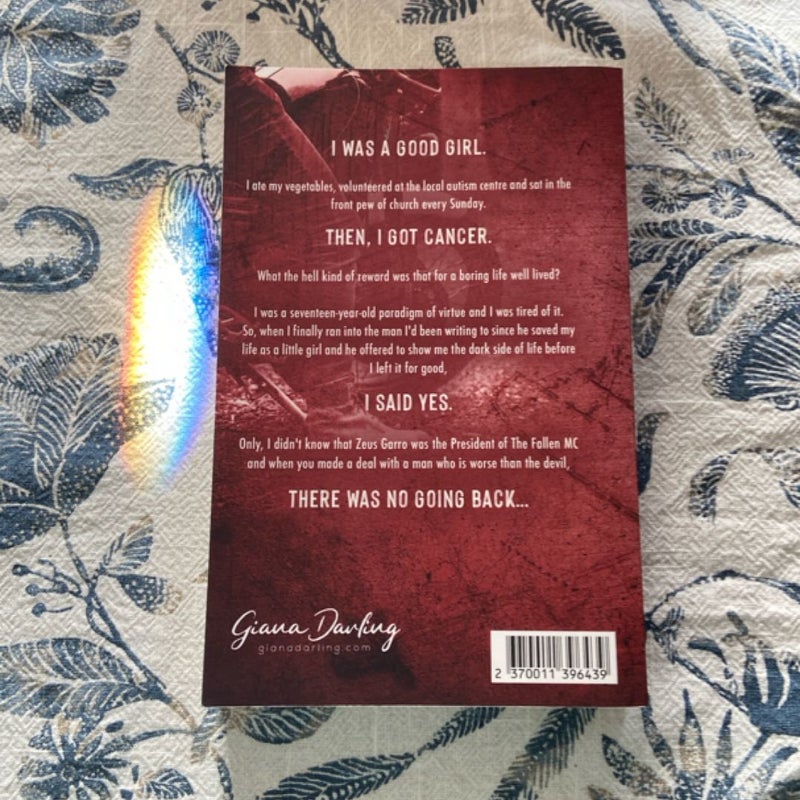 I WAS A GOOD GIRL.
I ate my vegetables, volunteered at the local autism centre and sat in the
front pew of church every Sunday.
THEN, I GOT CANCER.
What the hell kind of reward was that for a boring life well lived?
I was a seventeen-year-old paradigm of virtue and I was tired of it.
So, when I finally ran into the man I'd been writing to since he saved my
life as a little girl and he offered to show me the dark side of life before
I left it for good,
I SAID YES.
Only, I didn't know that Zeus Garro was the President of The Fallen MC
and when you made a deal with a man who is worse than the devil,
THERE WAS NO GOING BACK...
Giana Darling
gianadarling.com
2 370011 396439